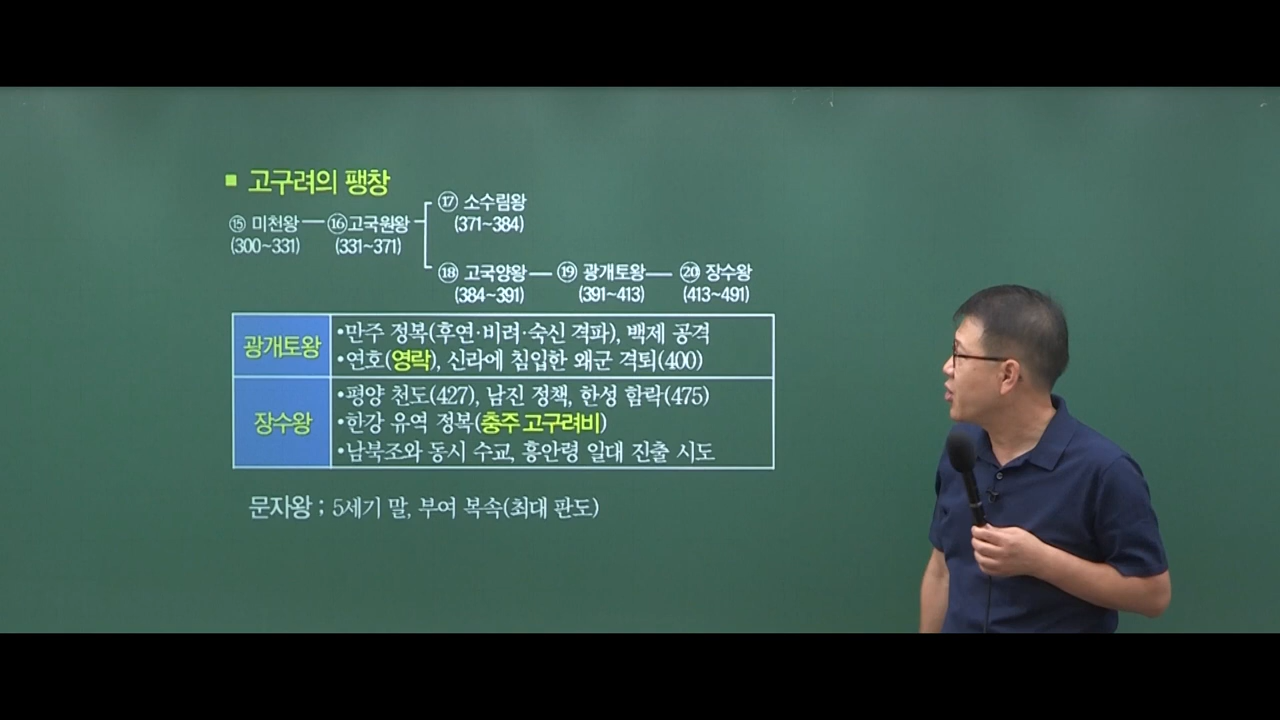 ■ 고구려의 팽창
⑰ 소수림왕
(371~384)
⑮ 미천왕 ⑯고국원왕
(300~331) (331~371)
⑱ 고국양왕 ⑲ 광개토왕 ⑳ 장수왕
(384~391) (391~413) (413~491)
광개토왕
•만주 정복(후연·비려·숙신 격파), 백제 공격
•연호(영락), 신라에 침입한 왜군 격퇴(400)
장수왕
•평양 천도(427), 남진 정책, 한성 함락(475)
•한강 유역 정복(충주 고구려비)
•남북조와 동시 수교, 흥안령 일대 진출 시도
문자왕 ; 5세기 말, 부여 복속(최대 판도)